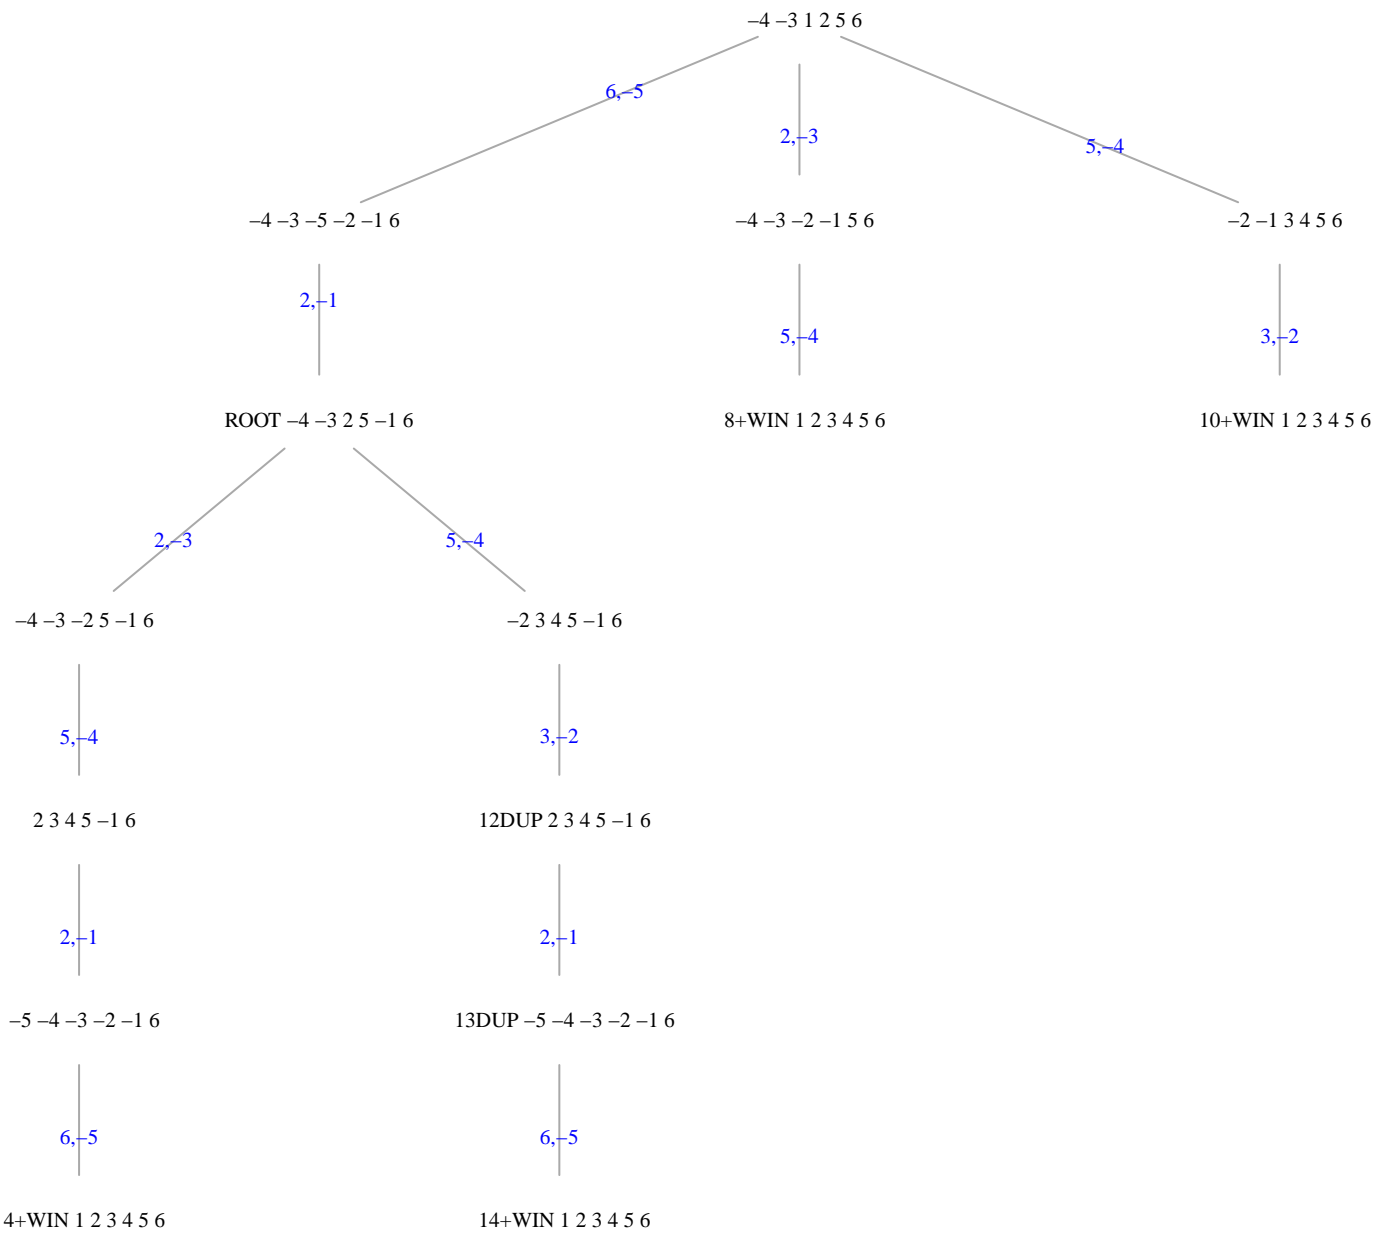 −4 −3 1 2 5 6
6,−5
2,−3
5,−4
−4 −3 −5 −2 −1 6
−4 −3 −2 −1 5 6
−2 −1 3 4 5 6
2,−1
5,−4
3,−2
ROOT −4 −3 2 5 −1 6
8+WIN 1 2 3 4 5 6
10+WIN 1 2 3 4 5 6
2,−3
5,−4
−4 −3 −2 5 −1 6
−2 3 4 5 −1 6
5,−4
3,−2
2 3 4 5 −1 6
12DUP 2 3 4 5 −1 6
2,−1
2,−1
−5 −4 −3 −2 −1 6
13DUP −5 −4 −3 −2 −1 6
6,−5
6,−5
4+WIN 1 2 3 4 5 6
14+WIN 1 2 3 4 5 6